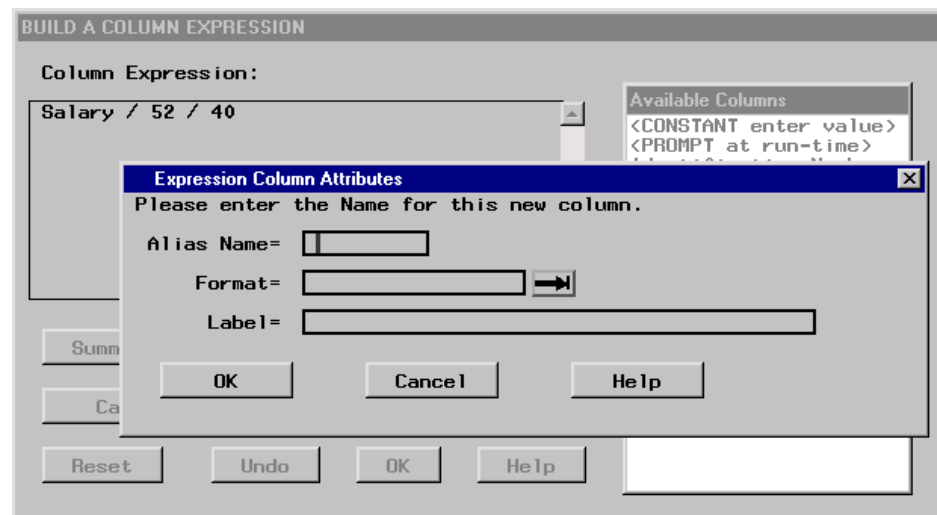 BUILD A COLUMN EXPRESSION
Column Expression:
Salary / 52 / 40
Available Columns
<CONSTANT enter value>
<PROMPT at run-time>
Expression Column Attributes
Please enter the Name for this new column.
Alias Name=
Format=
Label=
OK Cancel Help
Summ
Ca
Reset Undo OK Help